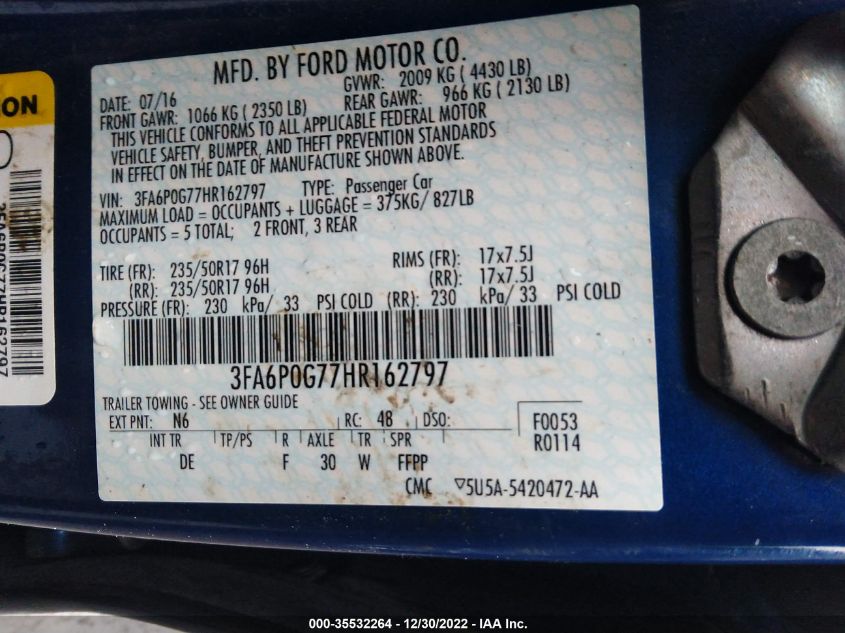 MFD. BY FORD MOTOR CO.
DATE: 07/16 GVWR: 2009 KG ( 4430 LB)
FRONT GAWR: 1066 KG ( 2350 LB) REAR GAWR: 966 KG ( 2130 LB)
THIS VEHICLE CONFORMS TO ALL APPLICABLE FEDERAL MOTOR
VEHICLE SAFETY, BUMPER, AND THEFT PREVENTION STANDARDS
IN EFFECT ON THE DATE OF MANUFACTURE SHOWN ABOVE.
VIN: 3FA6P0G77HR162797 TYPE: Passenger Car
MAXIMUM LOAD = OCCUPANTS + LUGGAGE = 375KG/ 827LB
OCCUPANTS = 5 TOTAL; 2 FRONT, 3 REAR
TIRE (FR): 235/50R17 96H RIMS (FR): 17x7.5J
(RR): 235/50R17 96H (RR): 17x7.5J
PRESSURE (FR): 230 kPa/ 33 PSI COLD (RR): 230 kPa/ 33 PSI COLD
3FA6P0G77HR162797
TRAILER TOWING - SEE OWNER GUIDE
EXT PNT: N6 RC: 48 DSO: F0053
INT TR TP/PS R AXLE TR SPR R0114
DE F 30 W FFPP
CMC ▽5U5A-5420472-AA
ION
3FA6P0G77HR162797
000-35532264 - 12/30/2022 - IAA Inc.